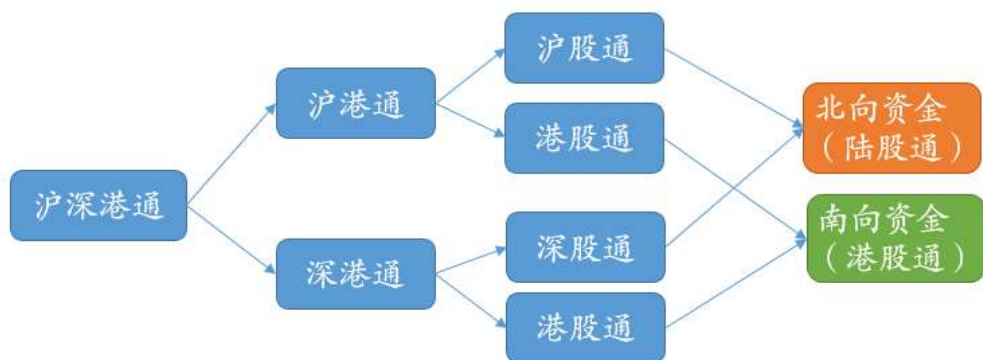 沪深港通
沪港通
深港通
沪股通
港股通
深股通
港股通
北向资金
（陆股通）
南向资金
（港股通）